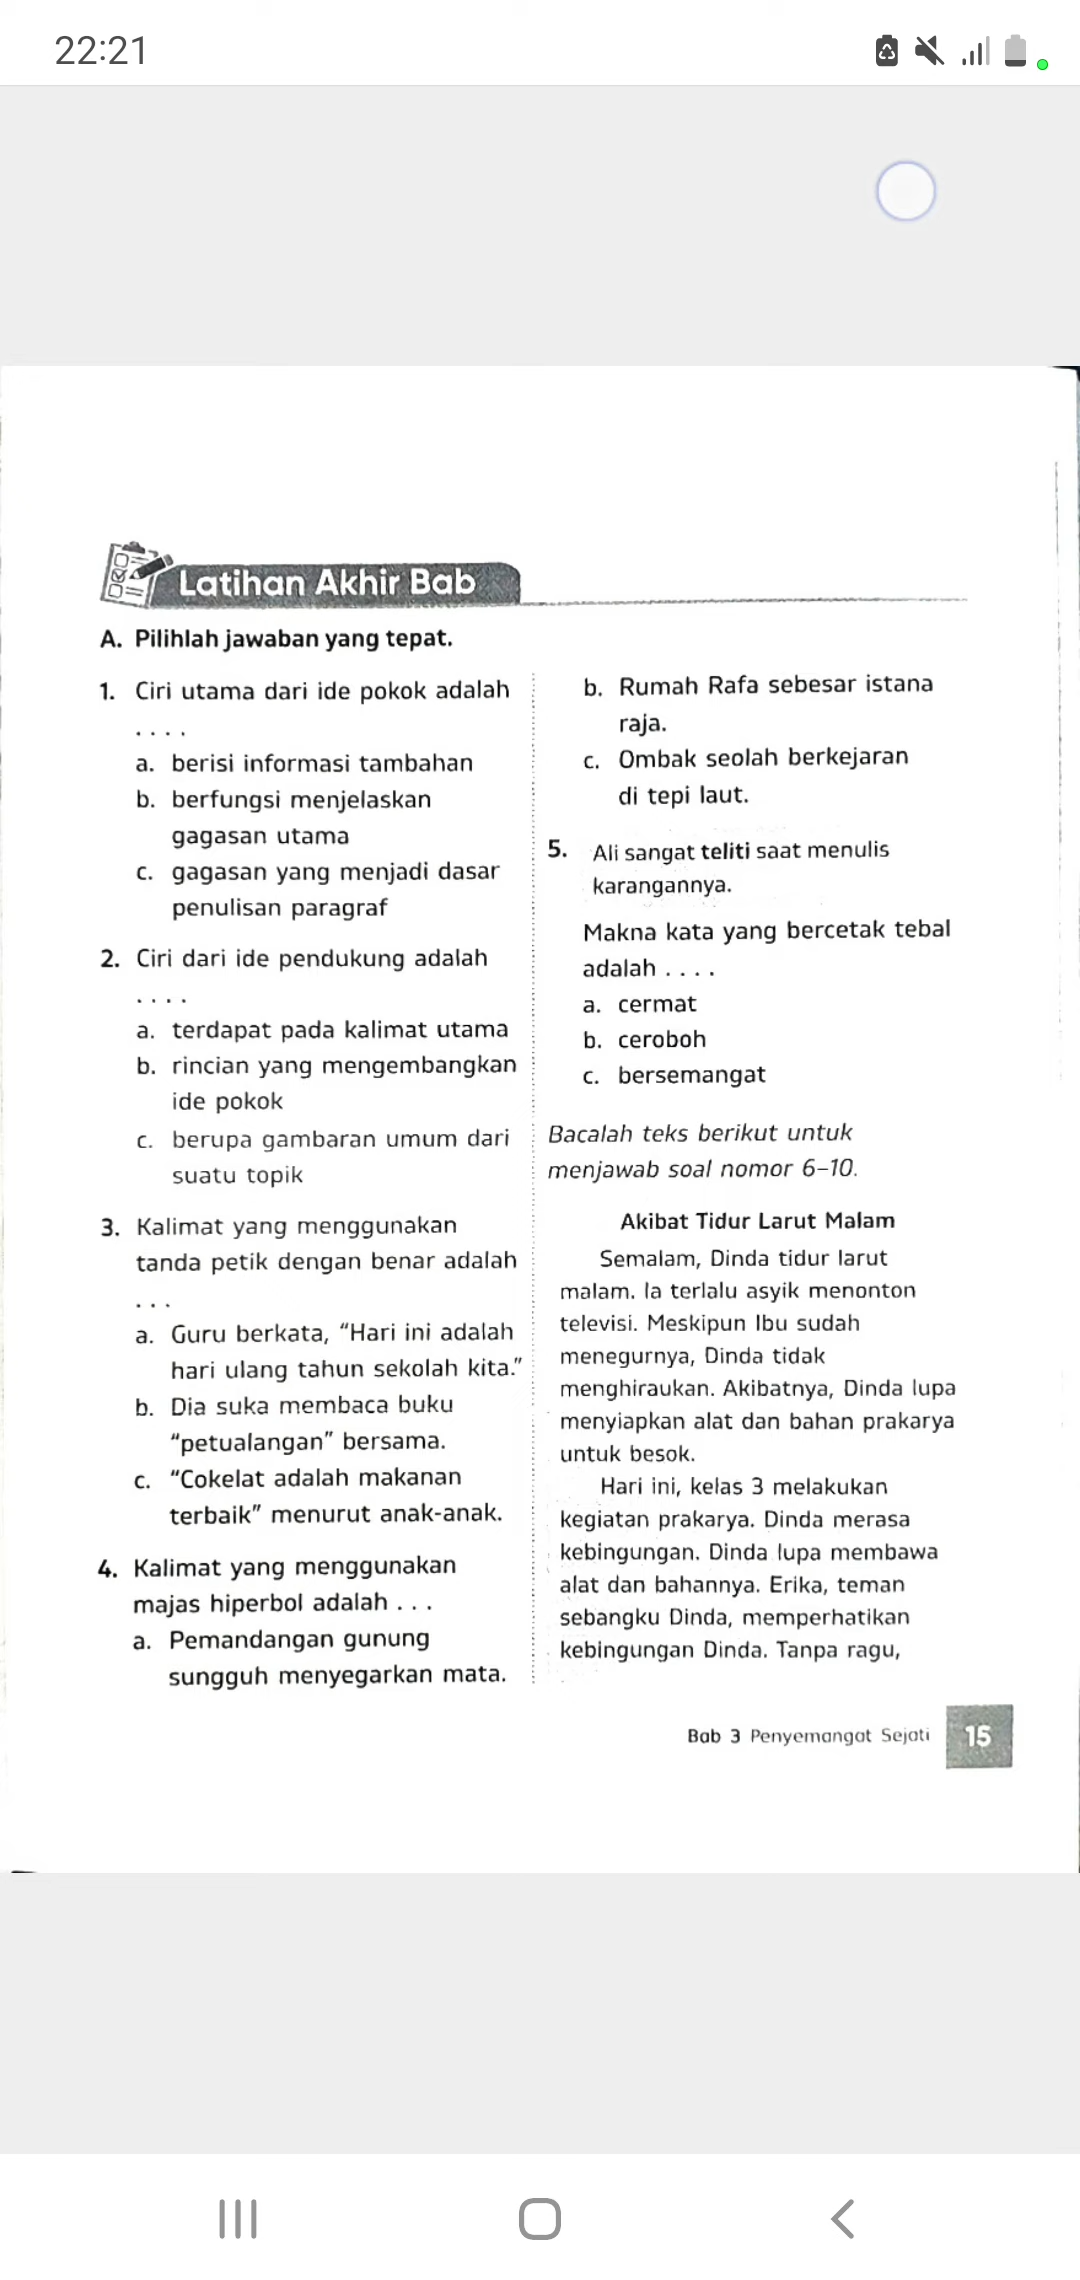 22:21
Latihan Akhir Bab
A. Pilihlah jawaban yang tepat.
1. Ciri utama dari ide pokok adalah
. . . .
a. berisi informasi tambahan
b. berfungsi menjelaskan
gagasan utama
c. gagasan yang menjadi dasar
penulisan paragraf
2. Ciri dari ide pendukung adalah
. . . .
a. terdapat pada kalimat utama
b. rincian yang mengembangkan
ide pokok
c. berupa gambaran umum dari
suatu topik
3. Kalimat yang menggunakan
tanda petik dengan benar adalah
. . .
a. Guru berkata, “Hari ini adalah
hari ulang tahun sekolah kita.”
b. Dia suka membaca buku
“petualangan” bersama.
c. “Cokelat adalah makanan
terbaik” menurut anak-anak.
4. Kalimat yang menggunakan
majas hiperbol adalah . . .
a. Pemandangan gunung
sungguh menyegarkan mata.
b. Rumah Rafa sebesar istana
raja.
c. Ombak seolah berkejaran
di tepi laut.
5. Ali sangat teliti saat menulis
karangannya.
Makna kata yang bercetak tebal
adalah . . . .
a. cermat
b. ceroboh
c. bersemangat
Bacalah teks berikut untuk
menjawab soal nomor 6–10.
Akibat Tidur Larut Malam
Semalam, Dinda tidur larut
malam. Ia terlalu asyik menonton
televisi. Meskipun Ibu sudah
menegurnya, Dinda tidak
menghiraukan. Akibatnya, Dinda lupa
menyiapkan alat dan bahan prakarya
untuk besok.
Hari ini, kelas 3 melakukan
kegiatan prakarya. Dinda merasa
kebingungan. Dinda lupa membawa
alat dan bahannya. Erika, teman
sebangku Dinda, memperhatikan
kebingungan Dinda. Tanpa ragu,
Bab 3 Penyemangat Sejati 15